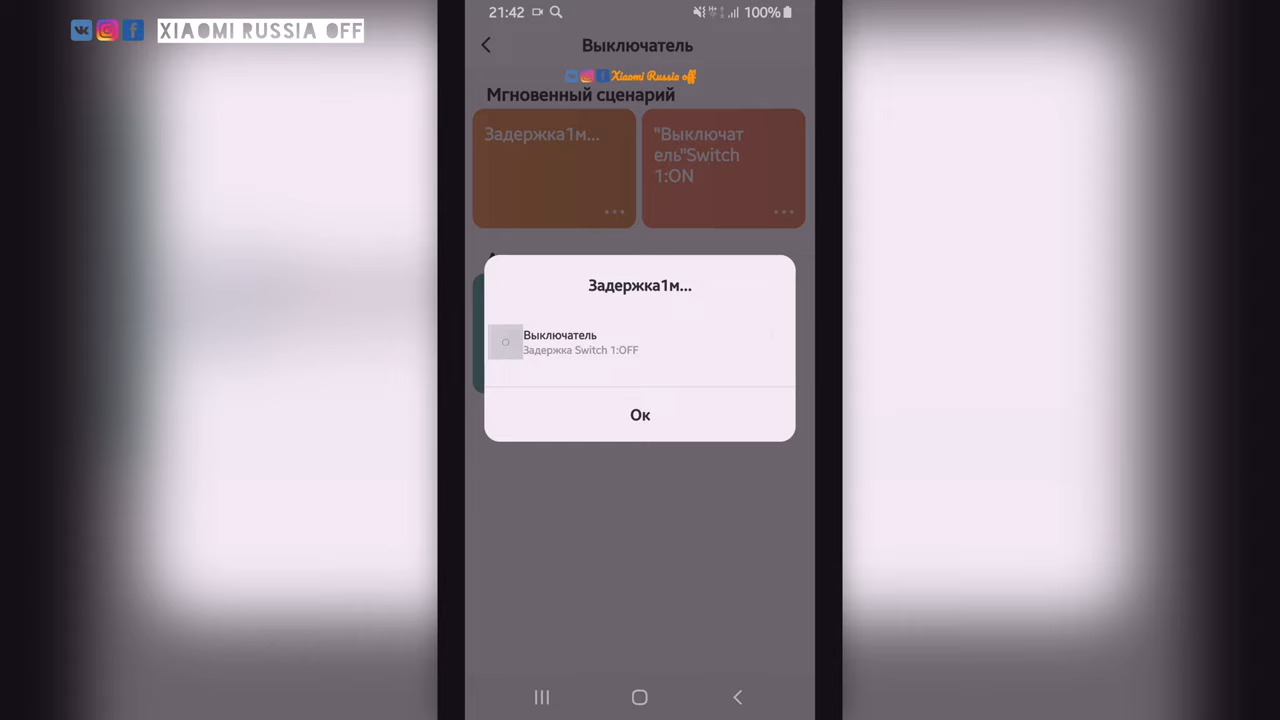 XIAOMI RUSSIA OFF
21:42
100%
Выключатель
Xiaomi Russia off
Мгновенный сценарий
Задержка1м...
"Выключат
ель"Switch
1:ON
Задержка1м...
Выключатель
Задержка Switch 1:OFF
Ок